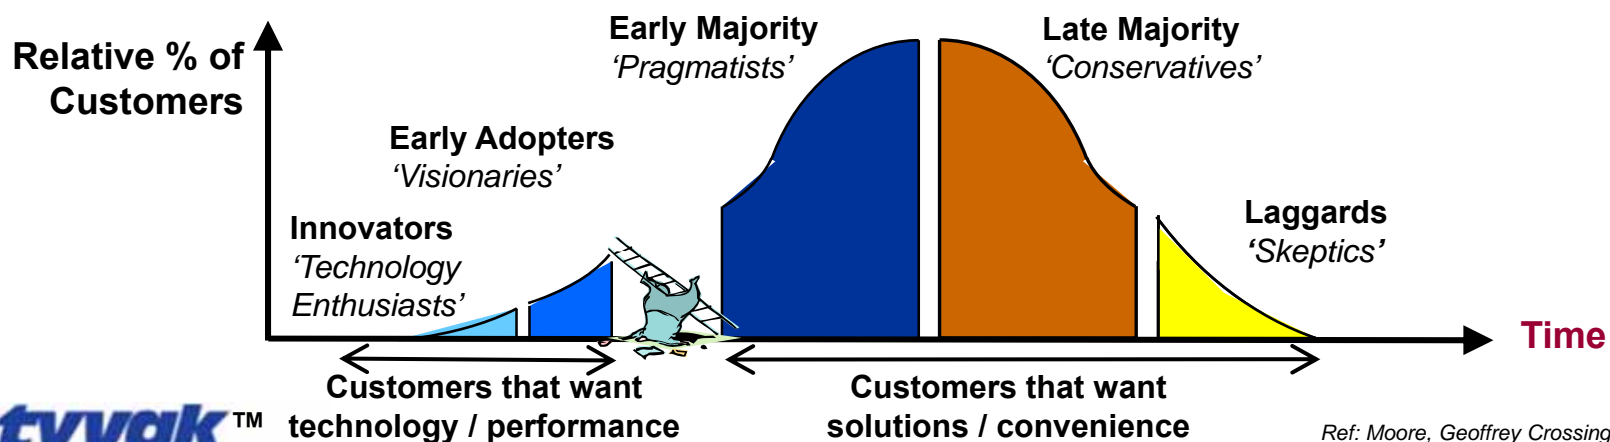 Early Majority
'Pragmatists'
Late Majority
'Conservatives'
Relative % of
Customers
Early Adopters
'Visionaries'
Innovators
'Technology
Enthusiasts'
Laggards
'Skeptics'
Time
Customers that want
technology / performance
Customers that want
solutions / convenience
tyvak™
Ref: Moore, Geoffrey Crossing